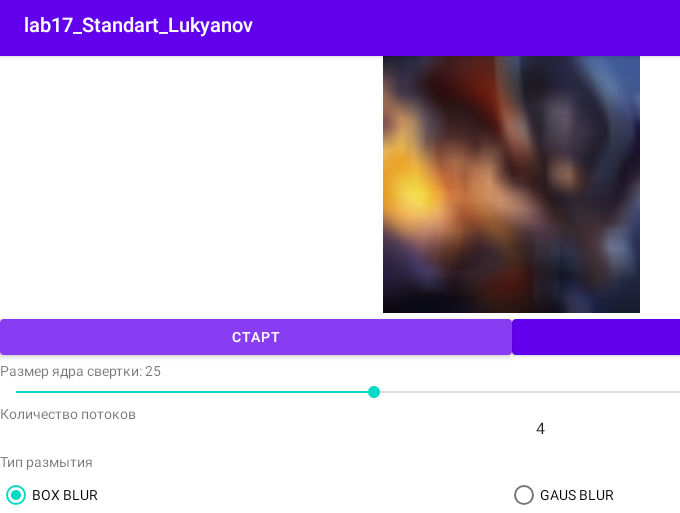 lab17_Standart_Lukyanov
СТАРТ
Размер ядра свертки: 25
Количество потоков
4
Тип размытия
BOX BLUR
GAUS BLUR